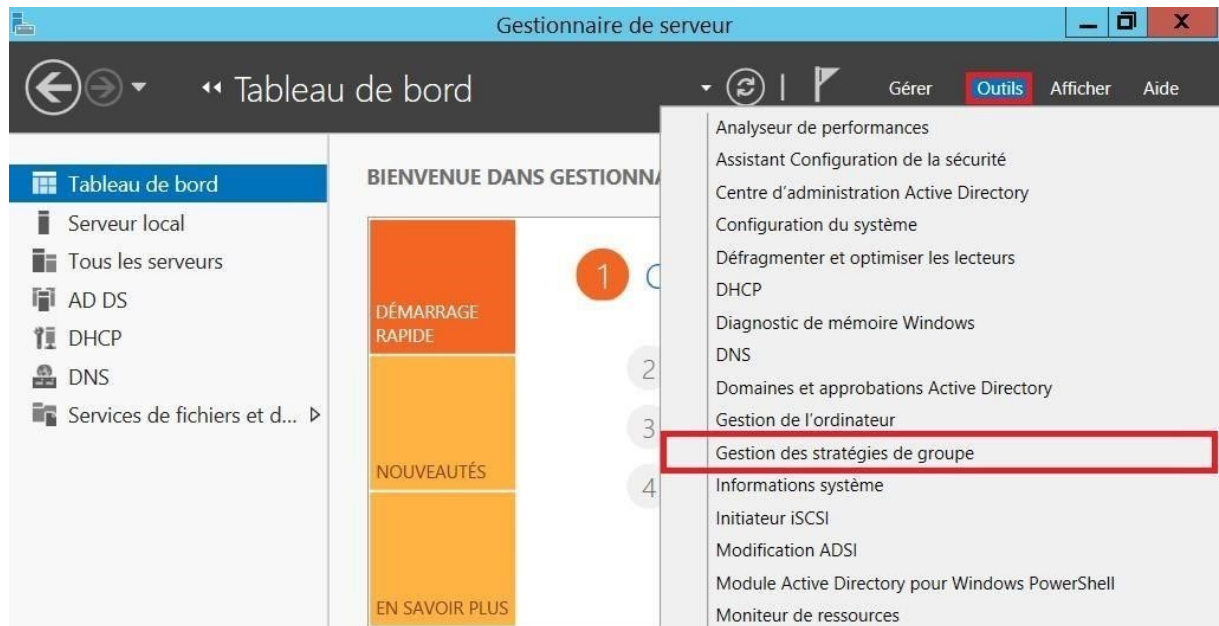 Gestionnaire de serveur
Tableau de bord
Gérer Outils Afficher Aide
Tableau de bord
Serveur local
Tous les serveurs
AD DS
DHCP
DNS
Services de fichiers et d...
BIENVENUE DANS
DÉMARRAGE
RAPIDE
NOUVEAUTÉS
EN SAVOIR PLUS
1
2
3
4
Analyseur de performances
Assistant Configuration de la sécurité
Centre d'administration Active Directory
Configuration du système
Défragmenter et optimiser les lecteurs
DHCP
Diagnostic de mémoire Windows
DNS
Domaines et approbations Active Directory
Gestion de l'ordinateur
Gestion des stratégies de groupe
Informations système
Initiateur iSCSI
Modification ADSI
Module Active Directory pour Windows PowerShell
Moniteur de ressources